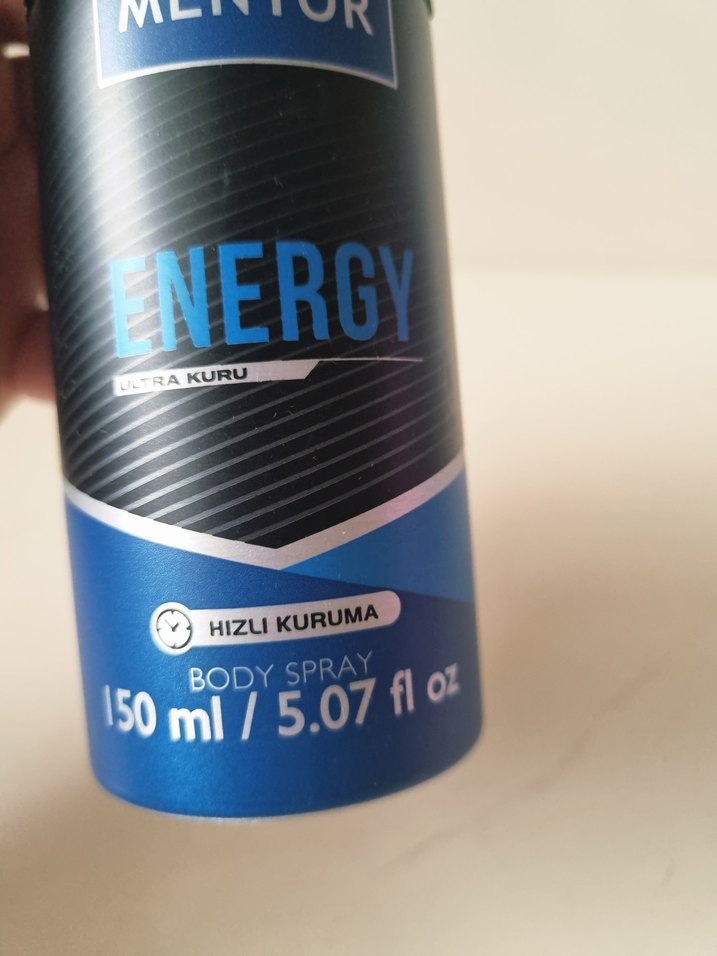 MENTOR
ENERGY
ULTRA KURU
HIZLI KURUMA
BODY SPRAY
150 ml / 5.07 fl oz